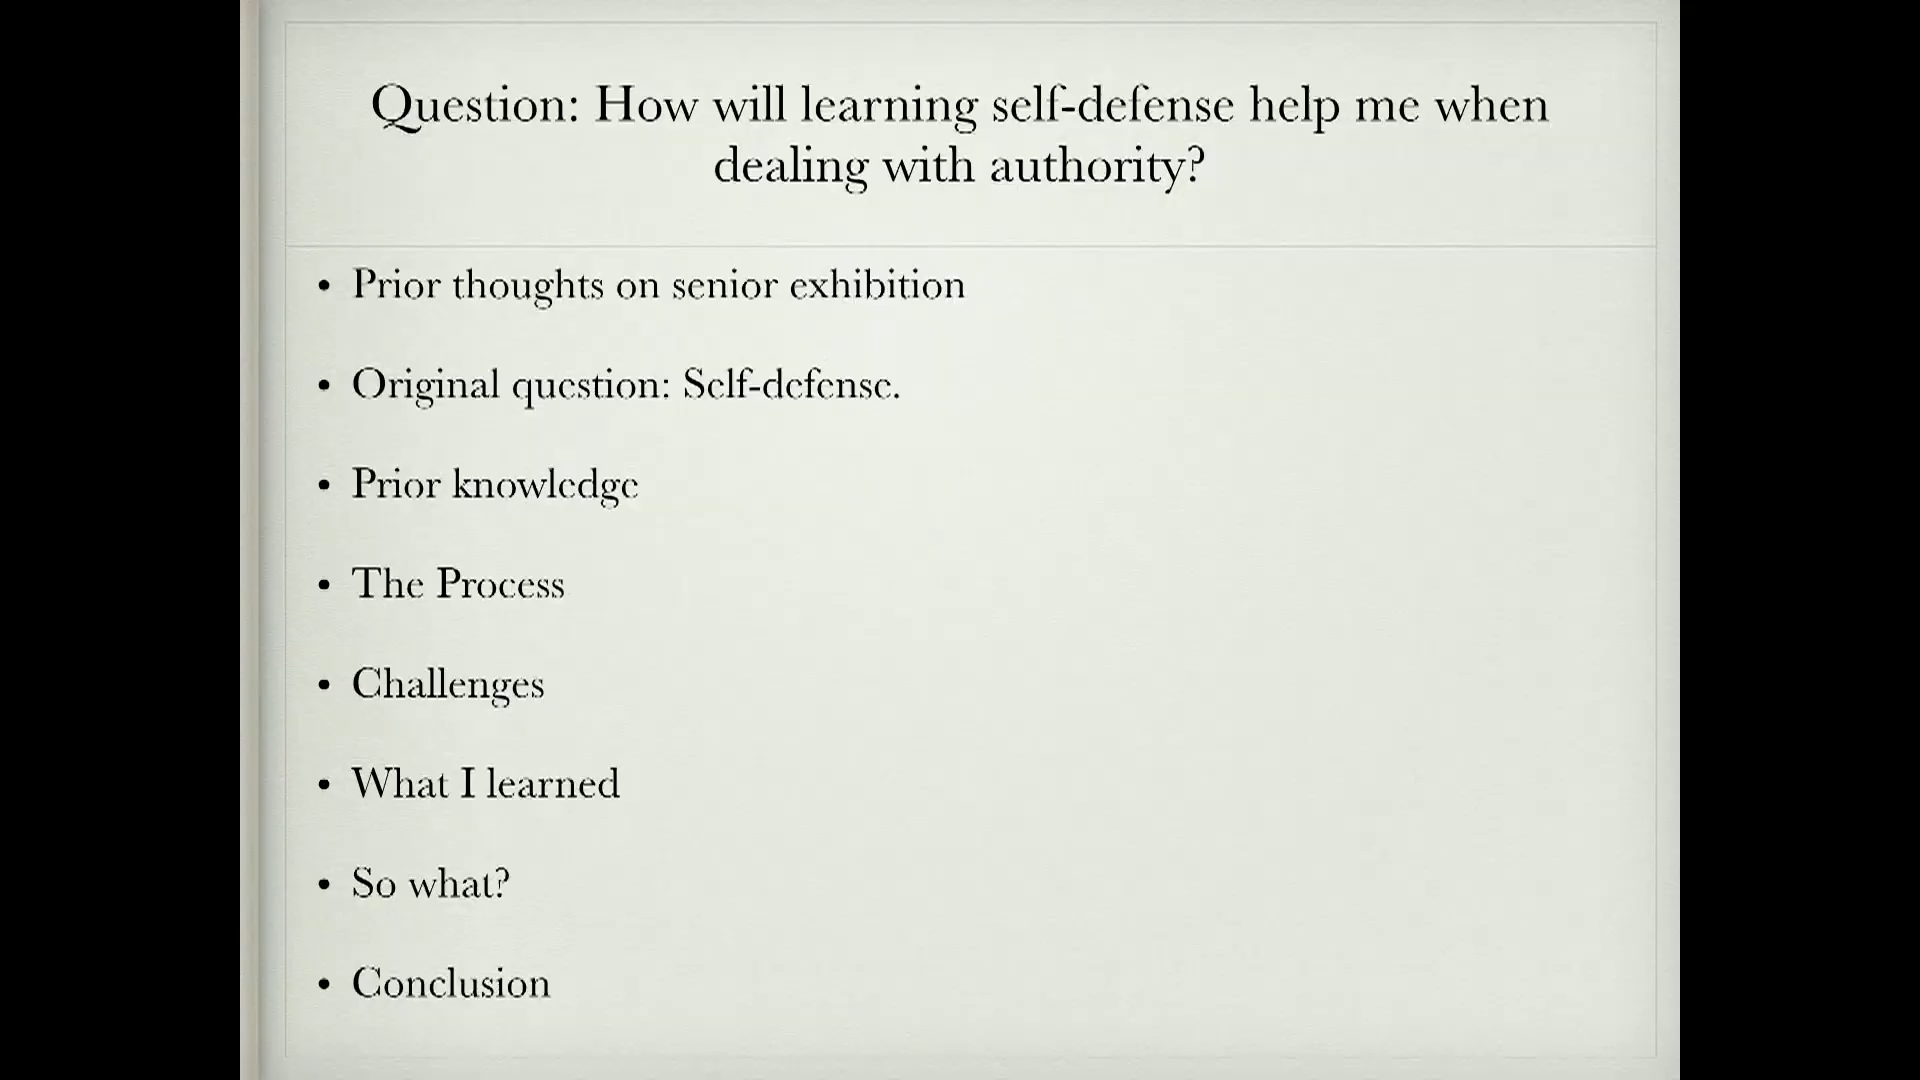 Question: How will learning self-defense help me when
dealing with authority?
• Prior thoughts on senior exhibition
• Original question: Self-defense.
• Prior knowledge
• The Process
• Challenges
• What I learned
• So what?
• Conclusion